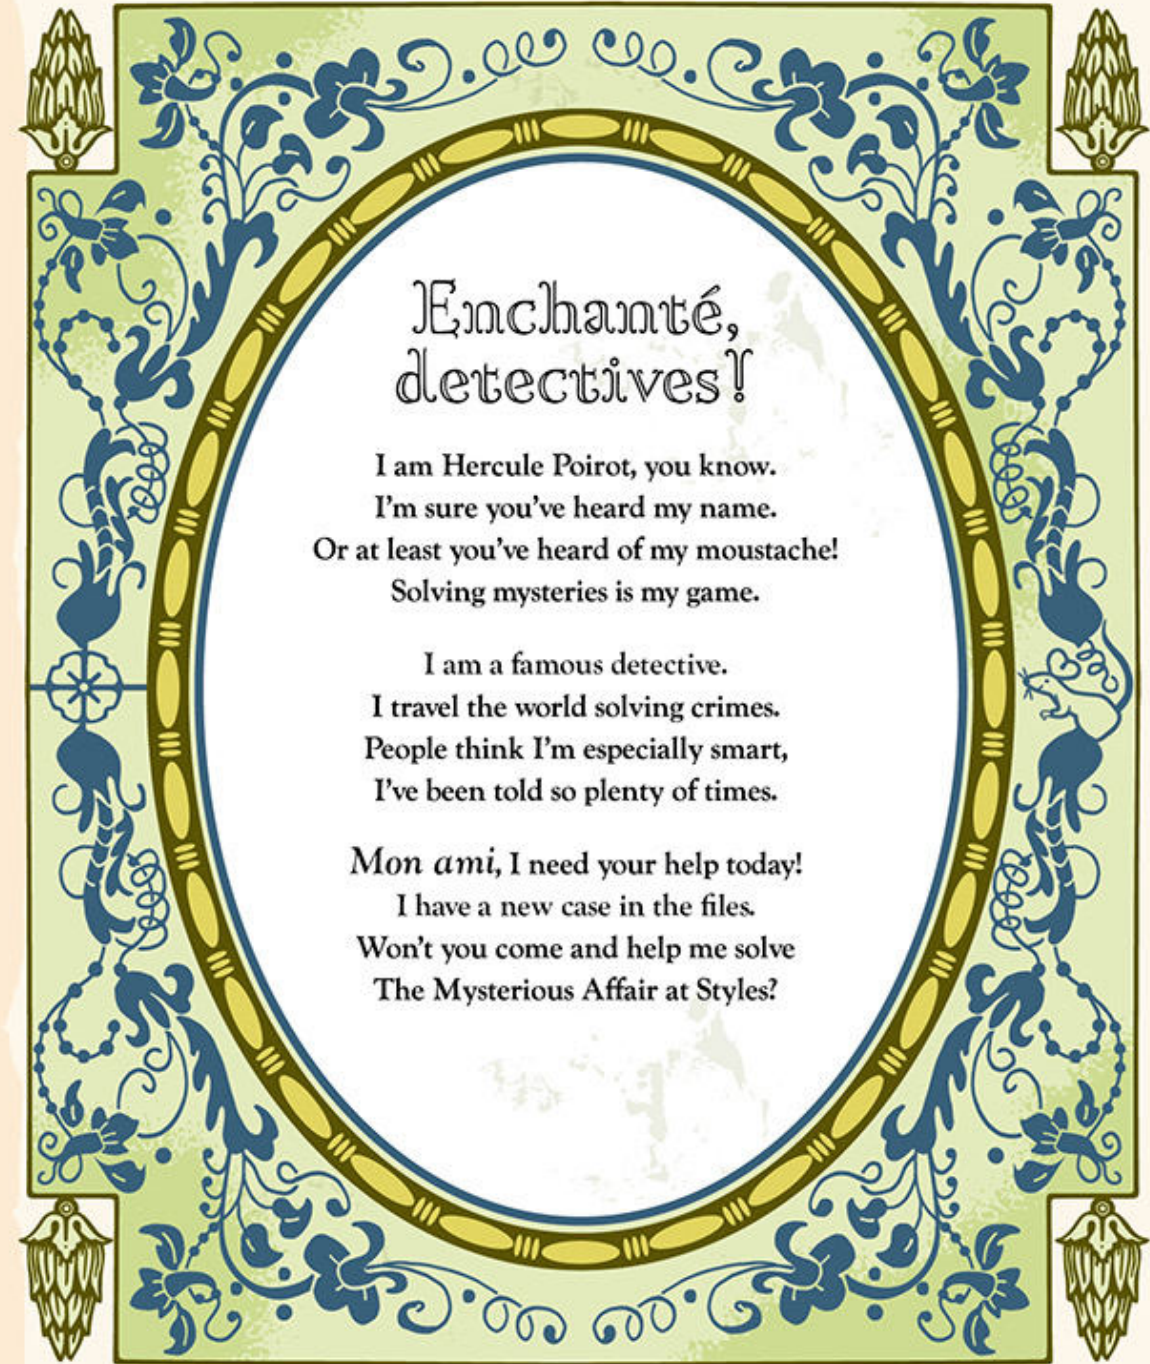 Enchanté,
detectives!
I am Hercule Poirot, you know.
I'm sure you've heard my name.
Or at least you've heard of my moustache!
Solving mysteries is my game.
I am a famous detective.
I travel the world solving crimes.
People think I'm especially smart,
I've been told so plenty of times.
Mon ami, I need your help today!
I have a new case in the files.
Won't you come and help me solve
The Mysterious Affair at Styles?